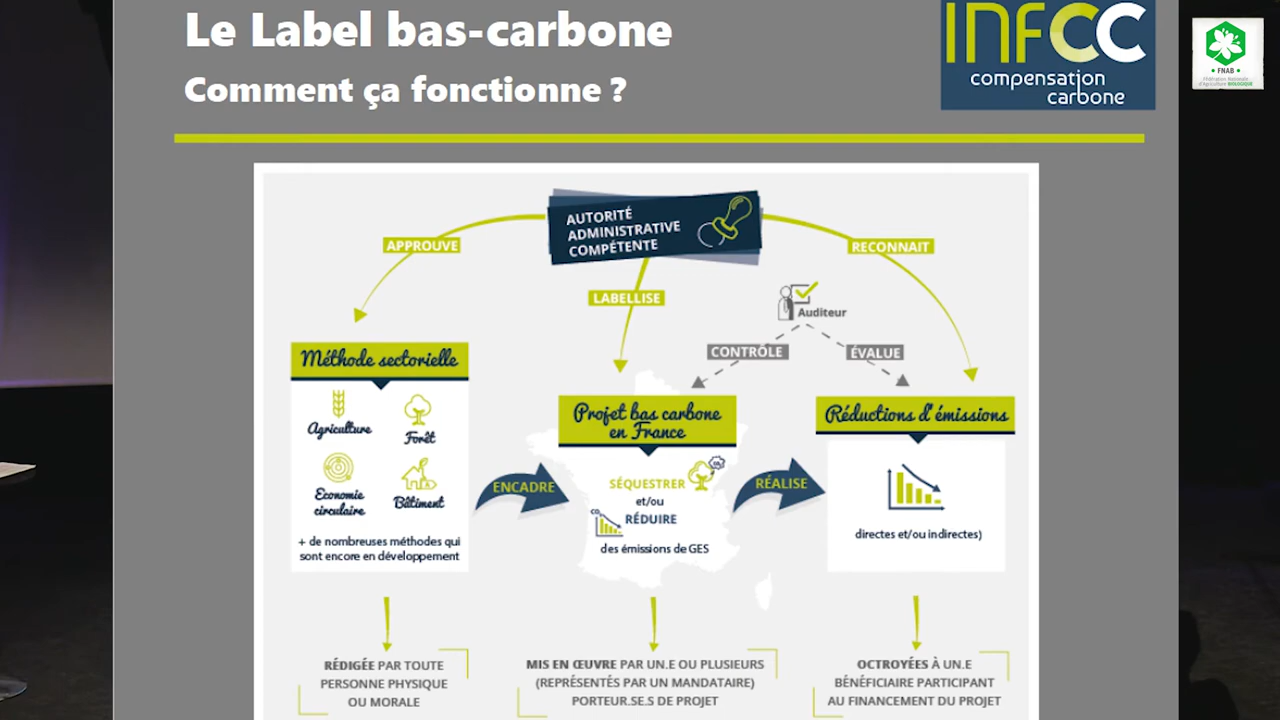 Le Label bas-carbone
Comment ça fonctionne ?
INFCC
compensation
carbone
• FNAB •
AUTORITÉ
ADMINISTRATIVE
COMPÉTENTE
APPROUVE
RECONNAIT
LABELLISE
Auditeur
CONTRÔLE
ÉVALUE
Méthode sectorielle
Agriculture
Forêt
Economie
circulaire
Bâtiment
+ de nombreuses méthodes qui
sont encore en développement
ENCADRE
Projet bas carbone
en France
SÉQUESTRER
et/ou
RÉDUIRE
des émissions de GES
RÉALISE
Réductions d'émissions
directes et/ou indirectes)
RÉDIGÉE PAR TOUTE
PERSONNE PHYSIQUE
OU MORALE
MIS EN ŒUVRE PAR UN.E OU PLUSIEURS
(REPRÉSENTÉS PAR UN MANDATAIRE)
PORTEUR.SE.S DE PROJET
OCTROYÉES À UN.E
BÉNÉFICIAIRE PARTICIPANT
AU FINANCEMENT DU PROJET